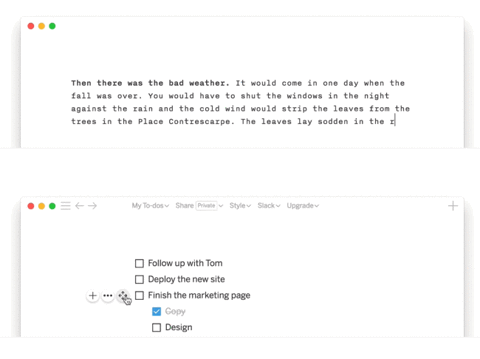 Then there was the bad weather. It would come in one day when the
fall was over. You would have to shut the windows in the night
against the rain and the cold wind would strip the leaves from the
trees in the Place Contrescarpe. The leaves lay sodden in the r
My To-dos Share Private Style Slack Upgrade
Follow up with Tom
Deploy the new site
Finish the marketing page
Copy
Design